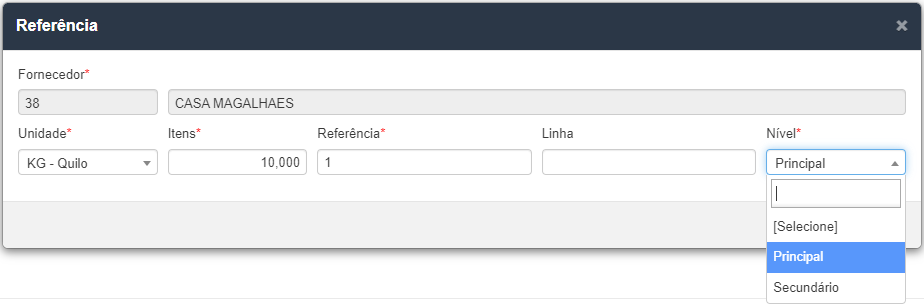 Referência ×
Fornecedor*
38 CASA MAGALHAES
Unidade* Itens* Referência* Linha Nível*
KG - Quilo 10,000 1 Principal
[Selecione]
Principal
Secundário